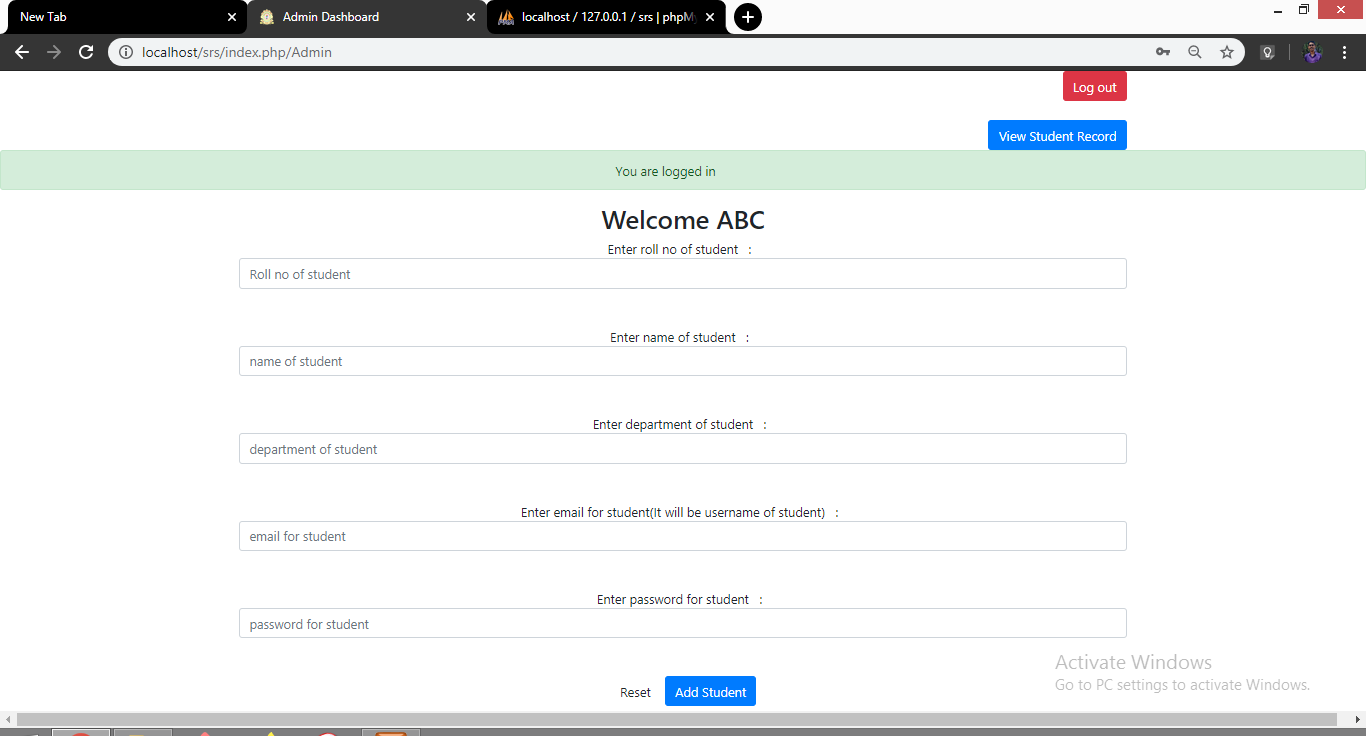 New Tab
Admin Dashboard
localhost / 127.0.0.1 / srs | phpMy
localhost/srs/index.php/Admin
Log out
View Student Record
You are logged in
Welcome ABC
Enter roll no of student :
Roll no of student
Enter name of student :
name of student
Enter department of student :
department of student
Enter email for student(It will be username of student) :
email for student
Enter password for student :
password for student
Reset
Add Student
Activate Windows
Go to PC settings to activate Windows.